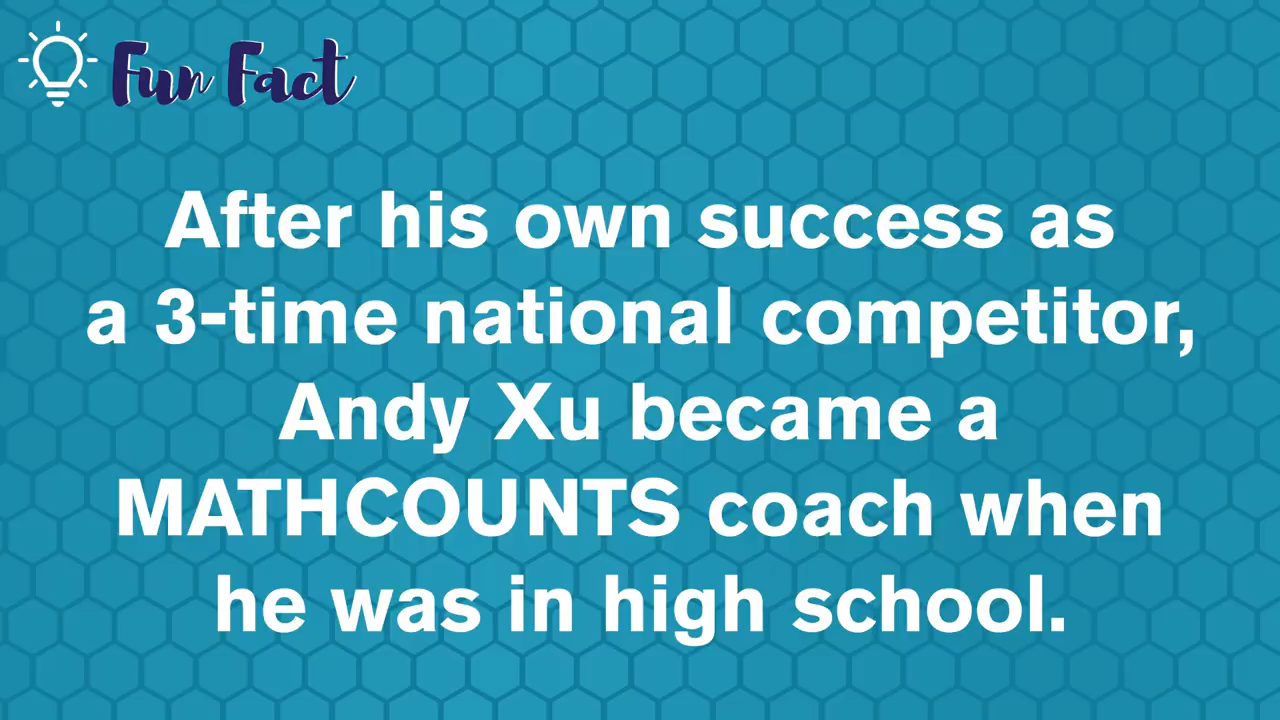 Fun Fact
After his own success as
a 3-time national competitor,
Andy Xu became a
MATHCOUNTS coach when
he was in high school.